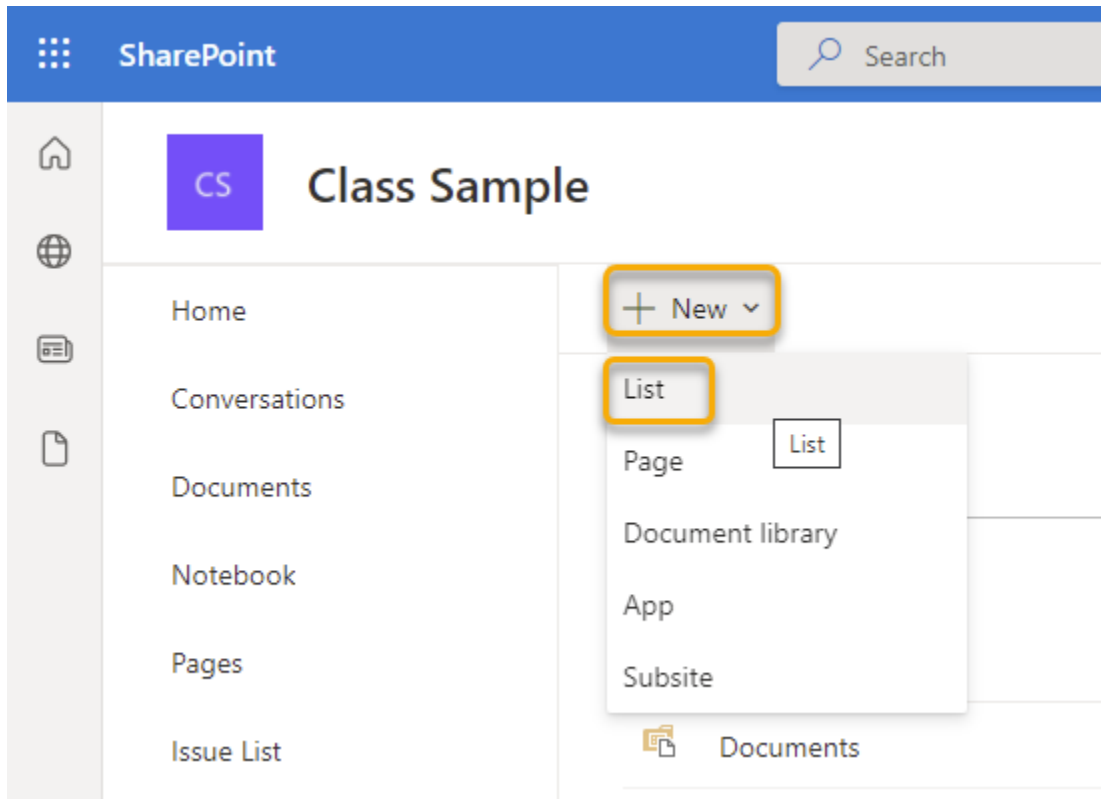 SharePoint
Search
CS
Class Sample
Home
Conversations
Documents
Notebook
Pages
Issue List
New
List
List
Page
Document library
App
Subsite
Documents